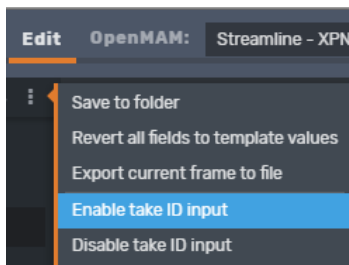 Edit OpenMAM: Streamline - XPN
Save to folder
Revert all fields to template values
Export current frame to file
Enable take ID input
Disable take ID input